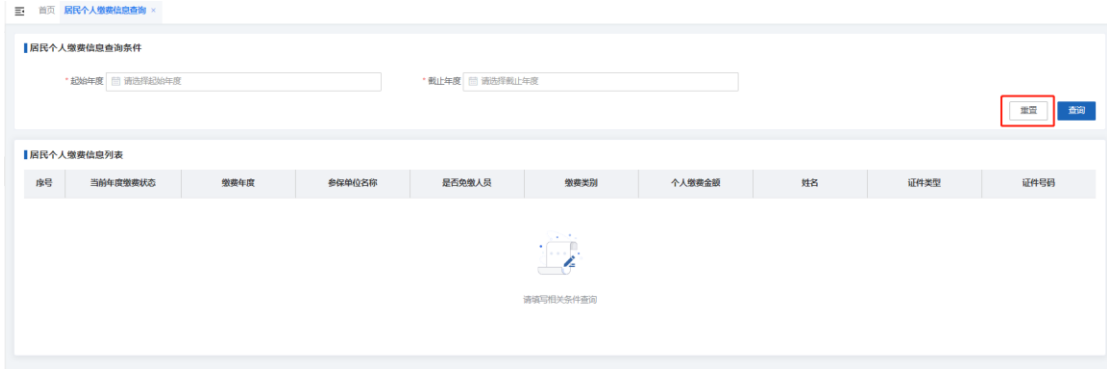 首页 居民个人缴费信息查询 ×
居民个人缴费信息查询条件
* 起始年度 请选择起始年度 * 截止年度 请选择截止年度
重置 查询
居民个人缴费信息列表
序号 当前年度缴费状态 缴费年度 参保单位名称 是否免缴人员 缴费类别 个人缴费金额 姓名 证件类型 证件号码
请填写相关条件查询